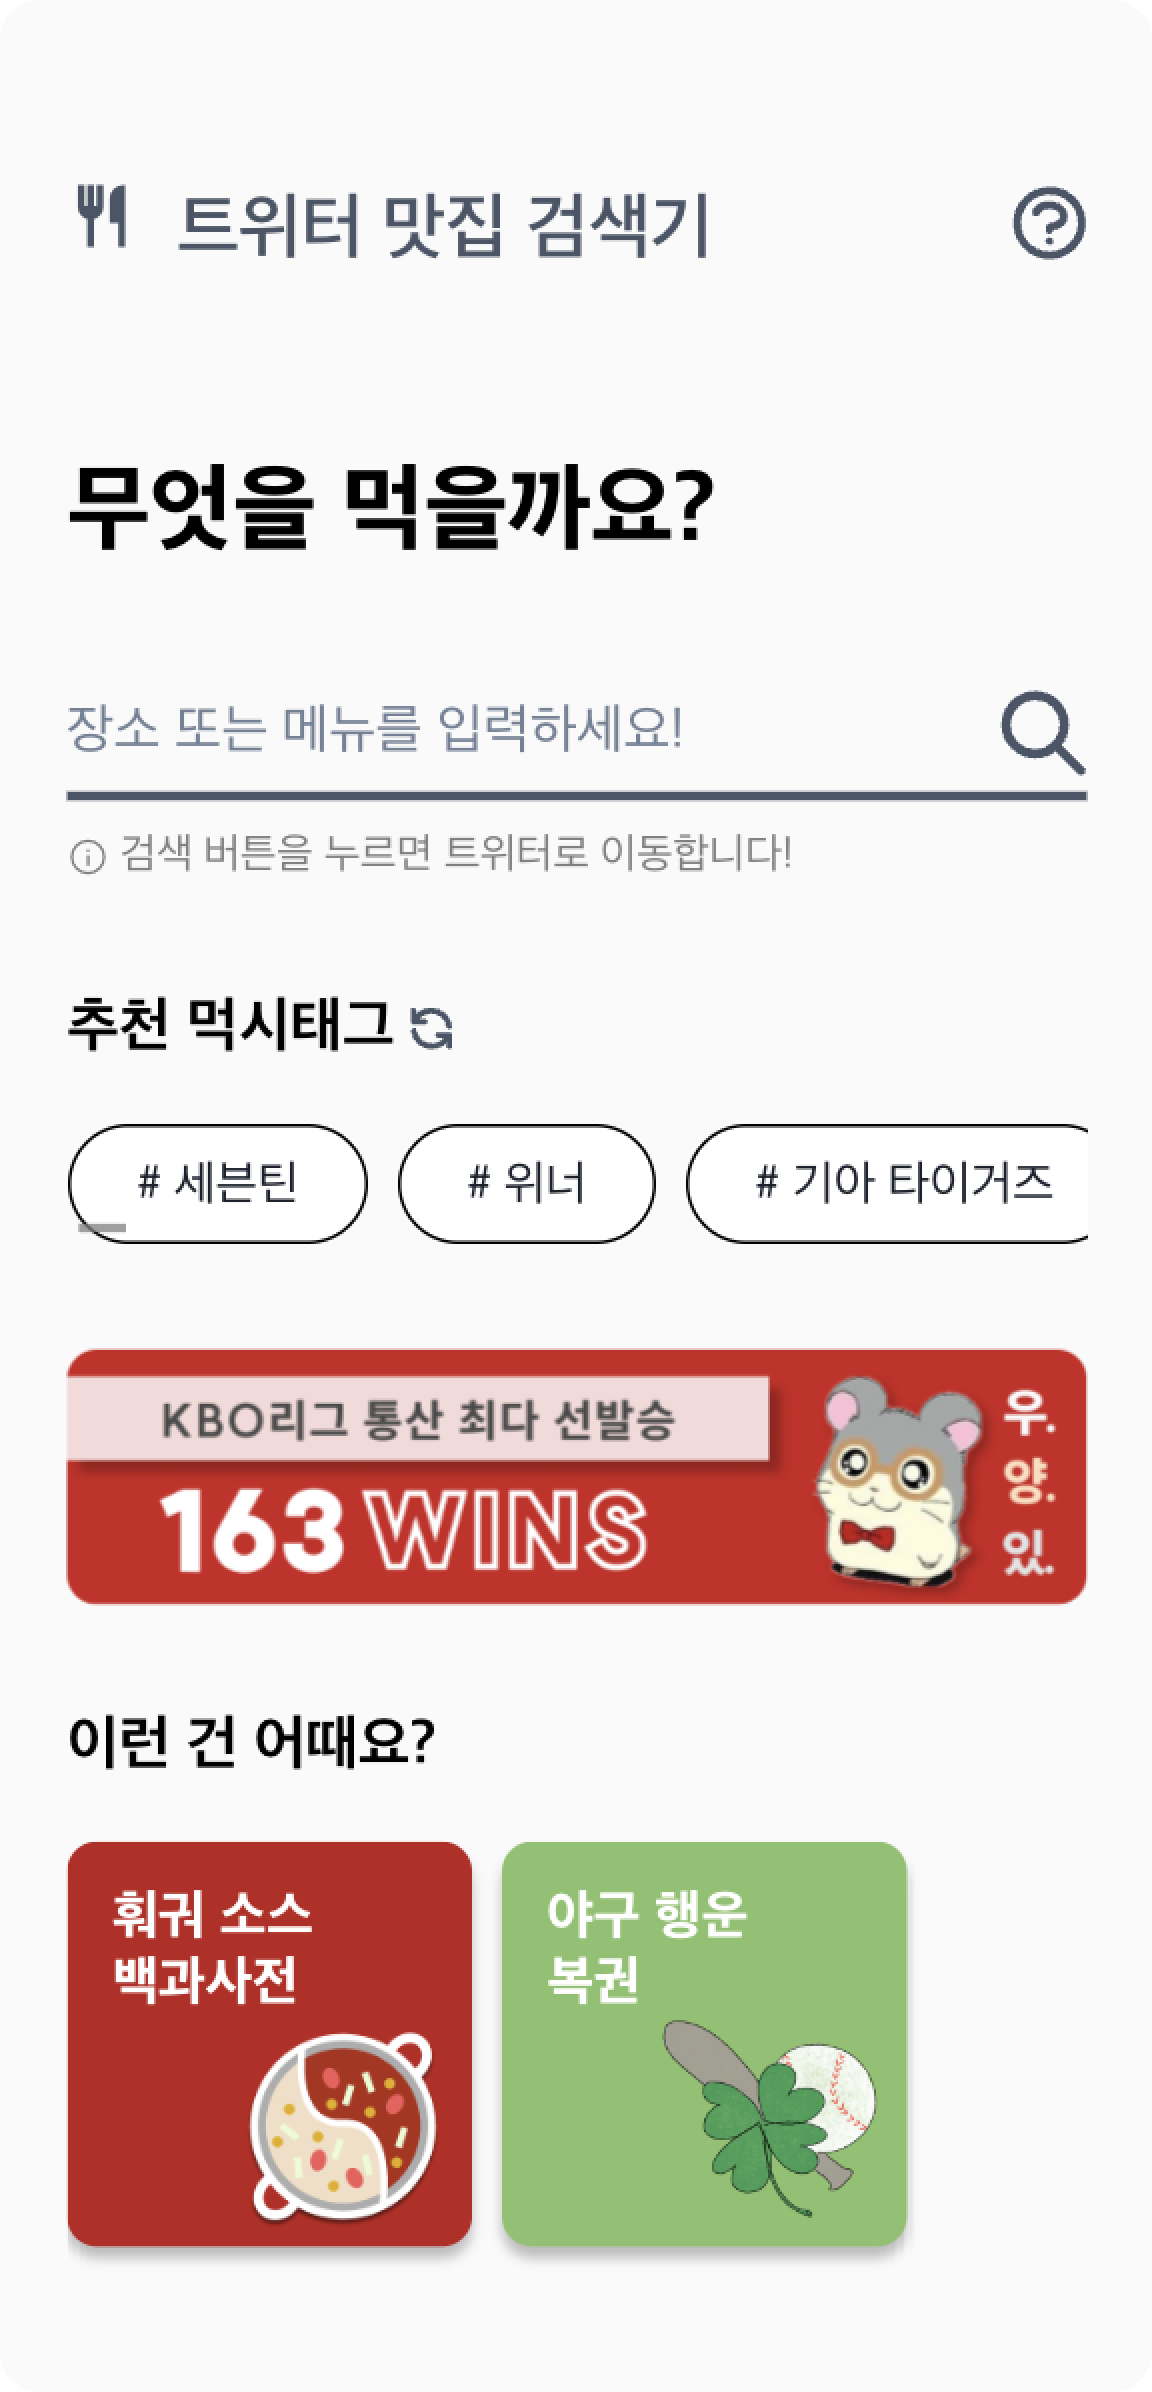 트위터 맛집 검색기
무엇을 먹을까요?
장소 또는 메뉴를 입력하세요!
검색 버튼을 누르면 트위터로 이동합니다!
추천 먹시태그
# 세븐틴
# 위너
# 기아 타이거즈
KBO리그 통산 최다 선발승
163 WINS
우.
양.
있.
이런 건 어때요?
훠궈 소스
백과사전
야구 행운
복권